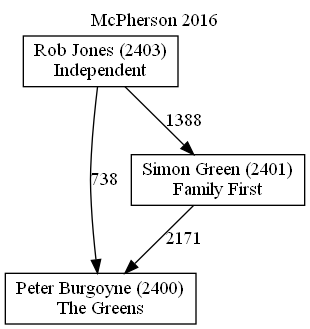 McPherson 2016
Rob Jones (2403)
Independent
1388
Simon Green (2401)
Family First
738
2171
Peter Burgoyne (2400)
The Greens